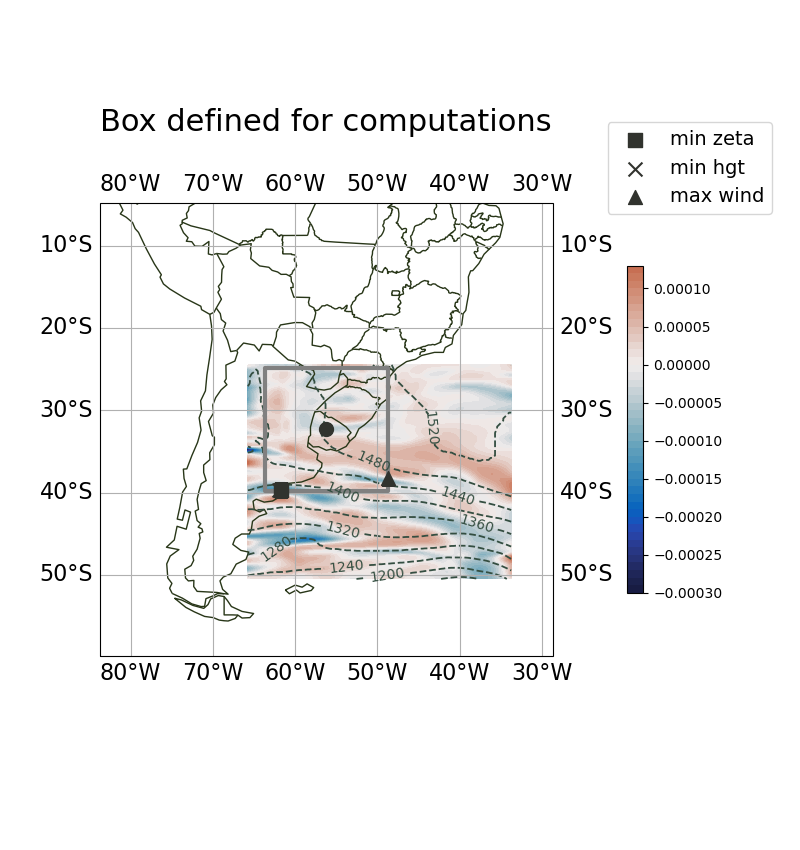 Box defined for computations
min zeta
min hgt
max wind
80°W 70°W 60°W 50°W 40°W 30°W
10°S 10°S
20°S 20°S
30°S 30°S
40°S 40°S
50°S 50°S
80°W 70°W 60°W 50°W 40°W 30°W
1520
1480
1400
1440
1360
1320
1280
1240
1200
0.00010
0.00005
0.00000
−0.00005
−0.00010
−0.00015
−0.00020
−0.00025
−0.00030